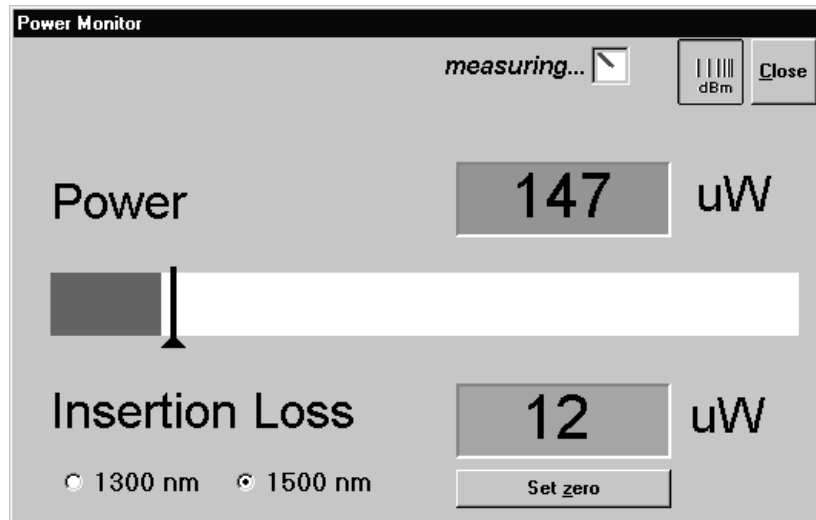 Power Monitor
measuring...
dBm
Close
Power 147 uW
Insertion Loss 12 uW
1300 nm 1500 nm Set zero